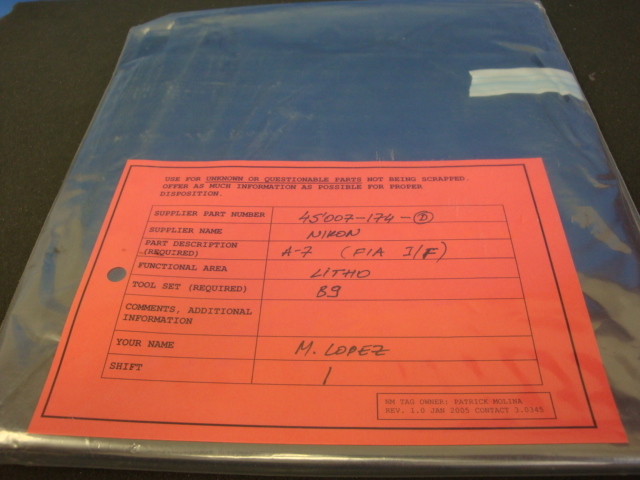 USE FOR UNKNOWN OR QUESTIONABLE PARTS NOT BEING SCRAPPED.
OFFER AS MUCH INFORMATION AS POSSIBLE FOR PROPER
DISPOSITION.
SUPPLIER PART NUMBER 45007-174-D
SUPPLIER NAME NIKON
PART DESCRIPTION
(REQUIRED) A-7 (FIA I/F)
FUNCTIONAL AREA LITHO
TOOL SET (REQUIRED) B9
COMMENTS, ADDITIONAL
INFORMATION
YOUR NAME M. LOPEZ
SHIFT 1
NM TAG OWNER: PATRICK MOLINA
REV. 1.0 JAN 2005 CONTACT 3.0345